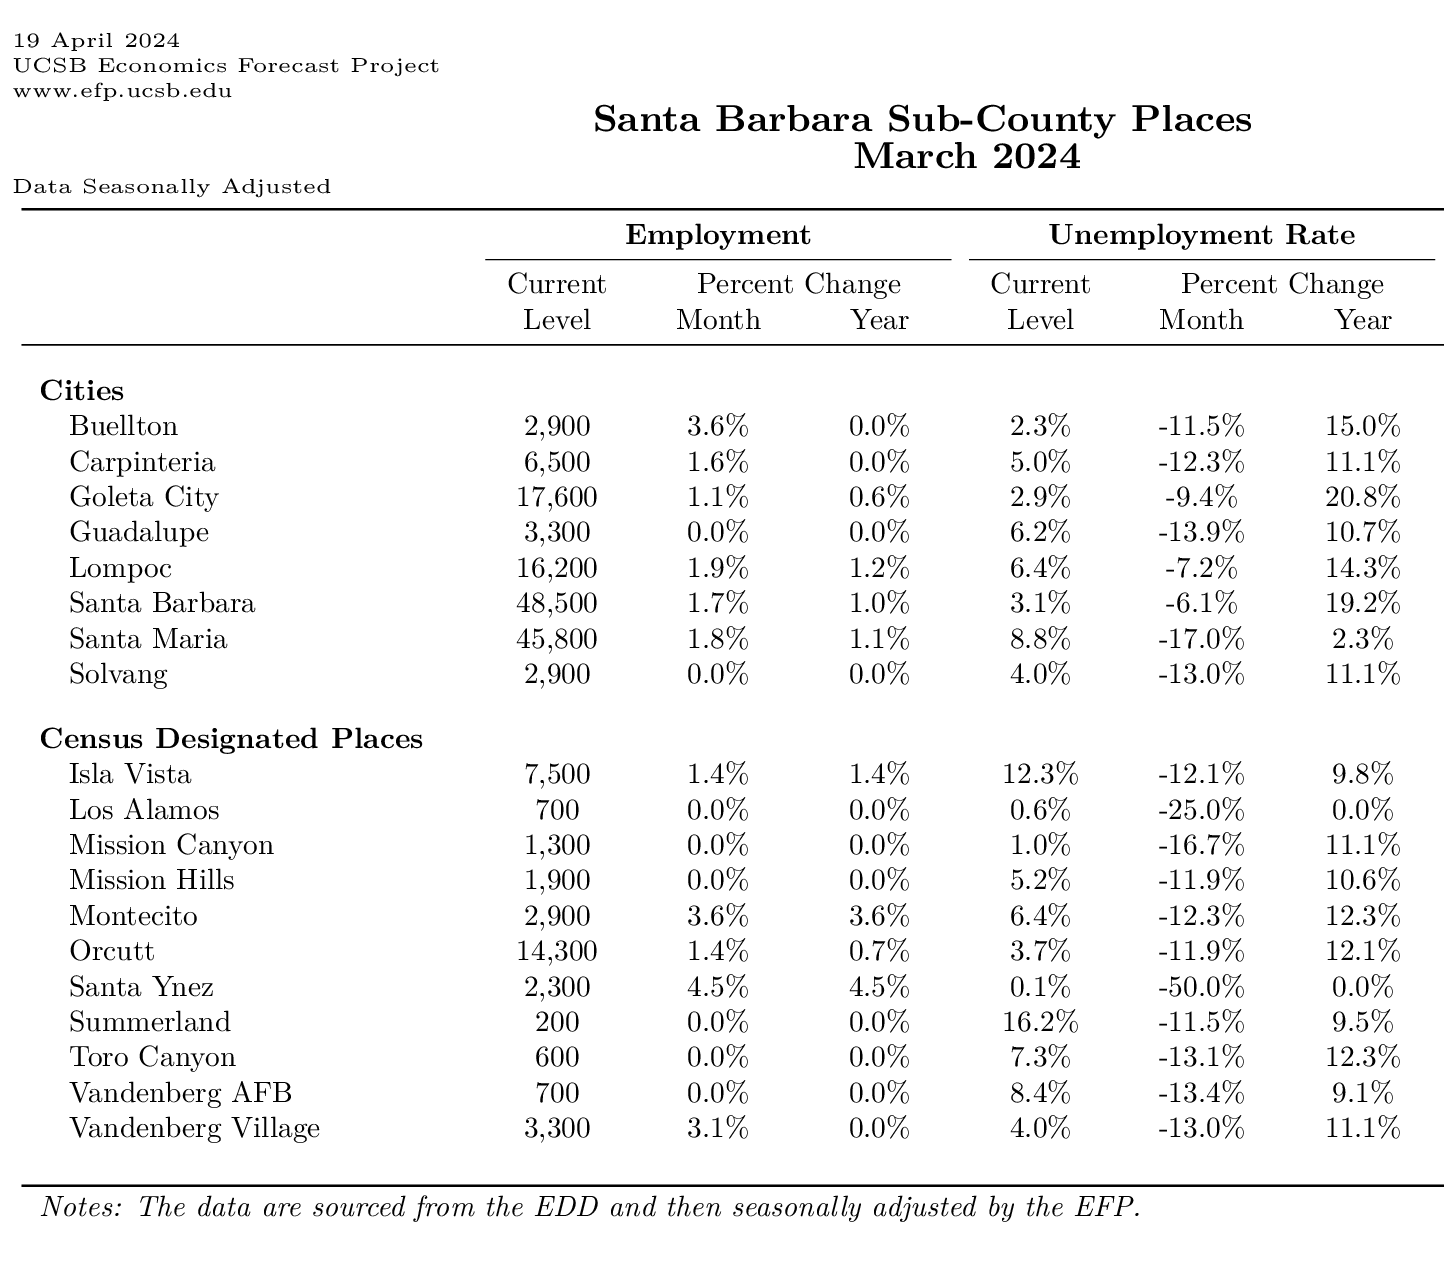 19 April 2024
UCSB Economics Forecast Project
www.efp.ucsb.edu
Santa Barbara Sub-County Places
March 2024
Data Seasonally Adjusted
Employment Unemployment Rate
Current Percent Change Current Percent Change
Level Month Year Level Month Year
Cities
Buellton 2,900 3.6% 0.0% 2.3% -11.5% 15.0%
Carpinteria 6,500 1.6% 0.0% 5.0% -12.3% 11.1%
Goleta City 17,600 1.1% 0.6% 2.9% -9.4% 20.8%
Guadalupe 3,300 0.0% 0.0% 6.2% -13.9% 10.7%
Lompoc 16,200 1.9% 1.2% 6.4% -7.2% 14.3%
Santa Barbara 48,500 1.7% 1.0% 3.1% -6.1% 19.2%
Santa Maria 45,800 1.8% 1.1% 8.8% -17.0% 2.3%
Solvang 2,900 0.0% 0.0% 4.0% -13.0% 11.1%
Census Designated Places
Isla Vista 7,500 1.4% 1.4% 12.3% -12.1% 9.8%
Los Alamos 700 0.0% 0.0% 0.6% -25.0% 0.0%
Mission Canyon 1,300 0.0% 0.0% 1.0% -16.7% 11.1%
Mission Hills 1,900 0.0% 0.0% 5.2% -11.9% 10.6%
Montecito 2,900 3.6% 3.6% 6.4% -12.3% 12.3%
Orcutt 14,300 1.4% 0.7% 3.7% -11.9% 12.1%
Santa Ynez 2,300 4.5% 4.5% 0.1% -50.0% 0.0%
Summerland 200 0.0% 0.0% 16.2% -11.5% 9.5%
Toro Canyon 600 0.0% 0.0% 7.3% -13.1% 12.3%
Vandenberg AFB 700 0.0% 0.0% 8.4% -13.4% 9.1%
Vandenberg Village 3,300 3.1% 0.0% 4.0% -13.0% 11.1%
Notes: The data are sourced from the EDD and then seasonally adjusted by the EFP.